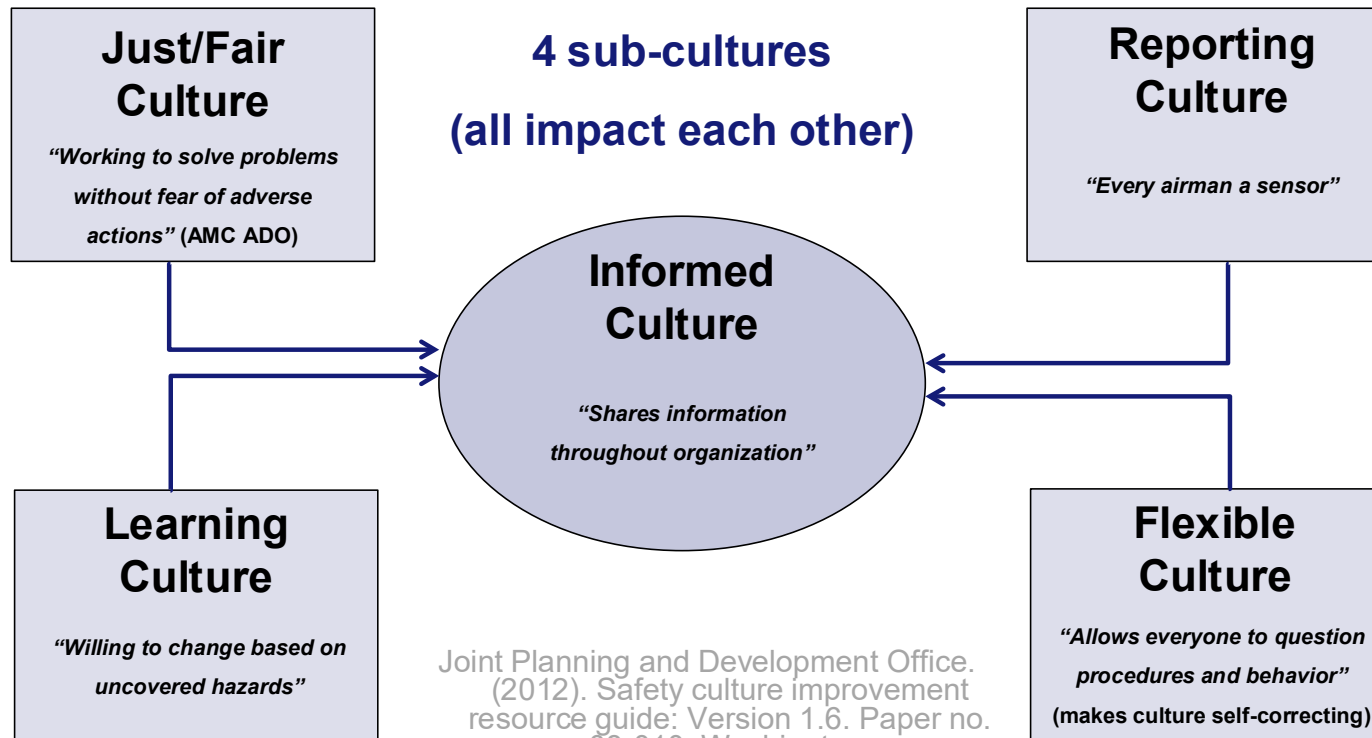 Just/Fair
Culture
“Working to solve problems
without fear of adverse
actions” (AMC ADO)
4 sub-cultures
(all impact each other)
Reporting
Culture
“Every airman a sensor”
Informed
Culture
“Shares information
throughout organization”
Learning
Culture
“Willing to change based on
uncovered hazards”
Joint Planning and Development Office.
(2012). Safety culture improvement
resource guide: Version 1.6. Paper no.
Flexible
Culture
“Allows everyone to question
procedures and behavior”
(makes culture self-correcting)